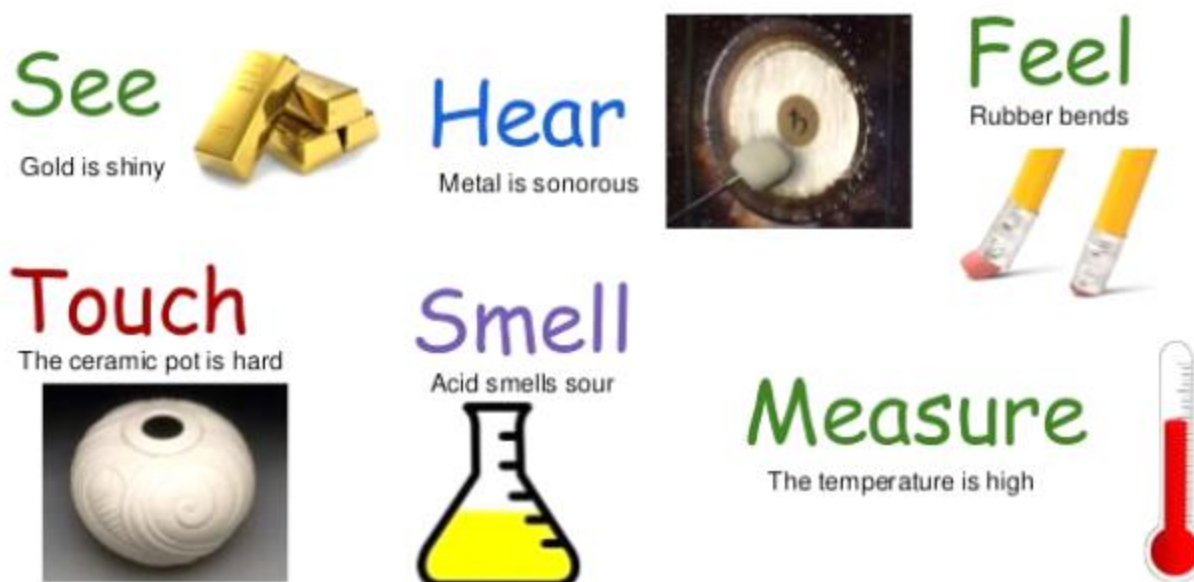 See
Gold is shiny
Hear
Metal is sonorous
Feel
Rubber bends
Touch
The ceramic pot is hard
Smell
Acid smells sour
Measure
The temperature is high